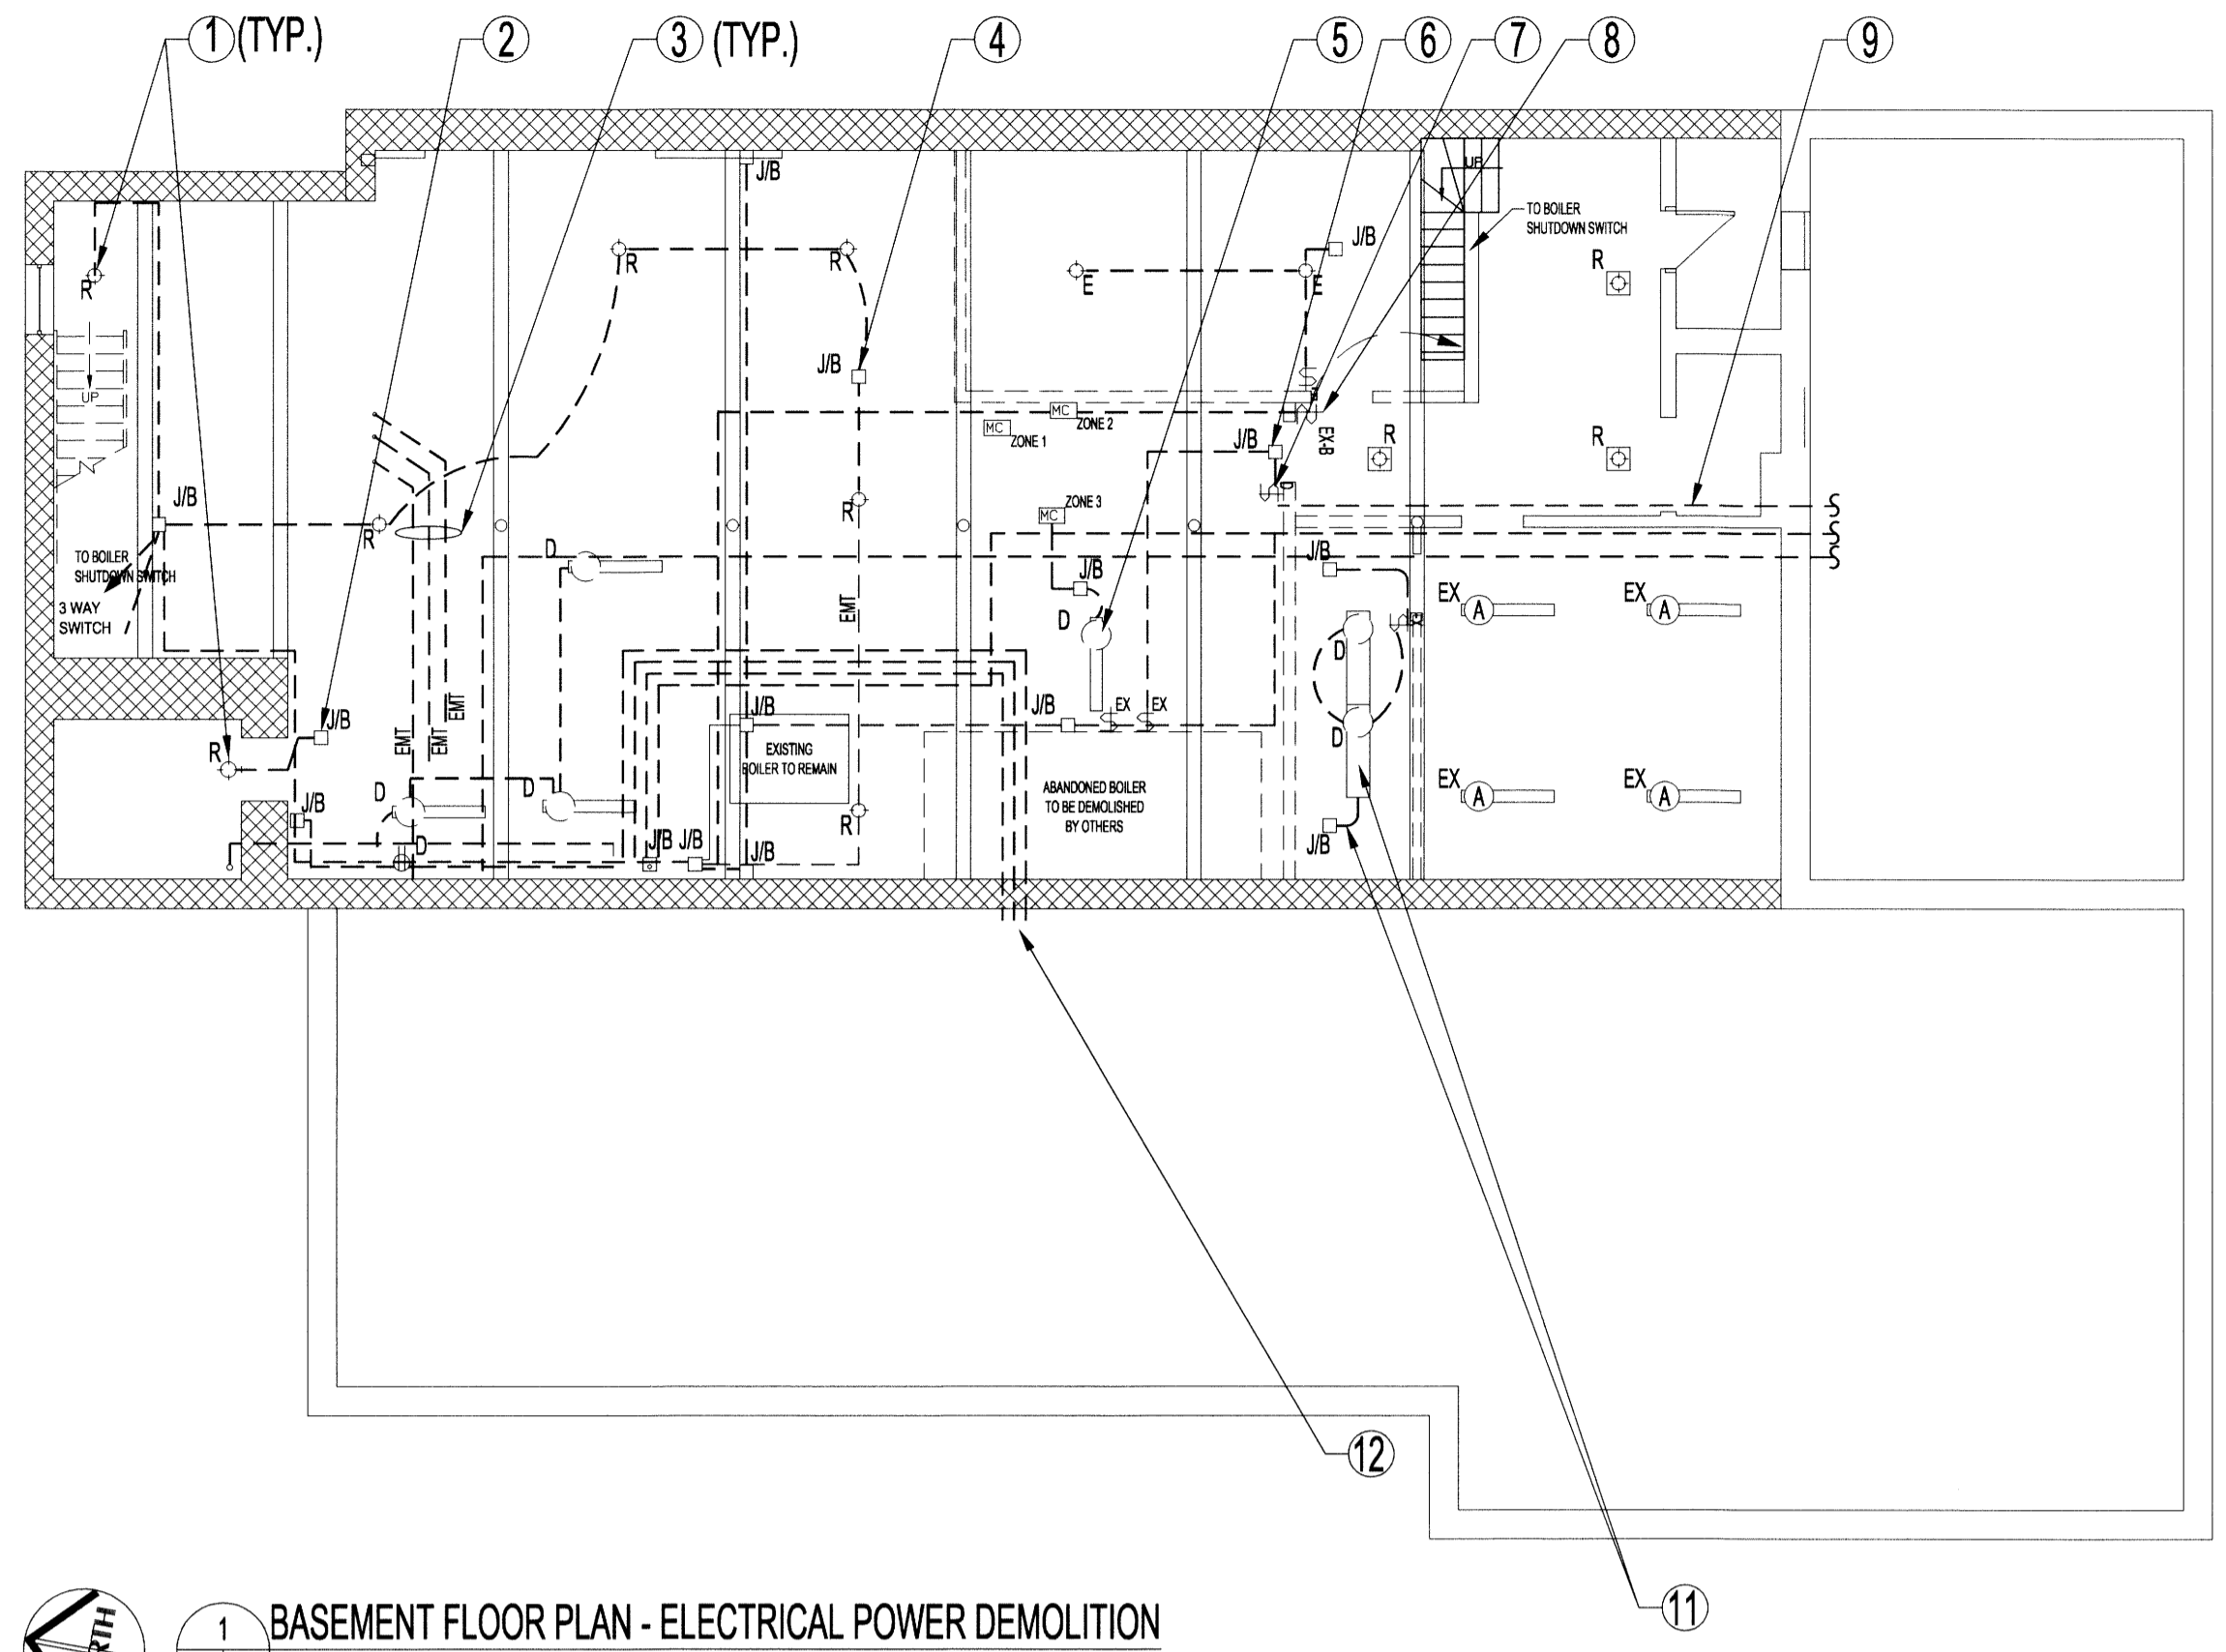 1 (TYP.)
2
3 (TYP.)
4
5
6
7
8
9
J/B
UP
TO BOILER
SHUTDOWN SWITCH
R
R
R
J/B
E
E
R
UP
J/B
MC ZONE 2
MC ZONE 1
EX-B
J/B
R
R
J/B
R
R
MC ZONE 3
D
J/B
J/B
TO BOILER
SHUTDOWN SWITCH
3 WAY
SWITCH
EMT
D
EX A
EX A
D
EMT
EMT
EMT
J/B
R
J/B
EXISTING
BOILER TO REMAIN
J/B
EX
EX
D
D
D
J/B
ABANDONED BOILER
TO BE DEMOLISHED
BY OTHERS
EX A
EX A
R
D
J/B
J/B
J/B
J/B
12
11
1
BASEMENT FLOOR PLAN - ELECTRICAL POWER DEMOLITION